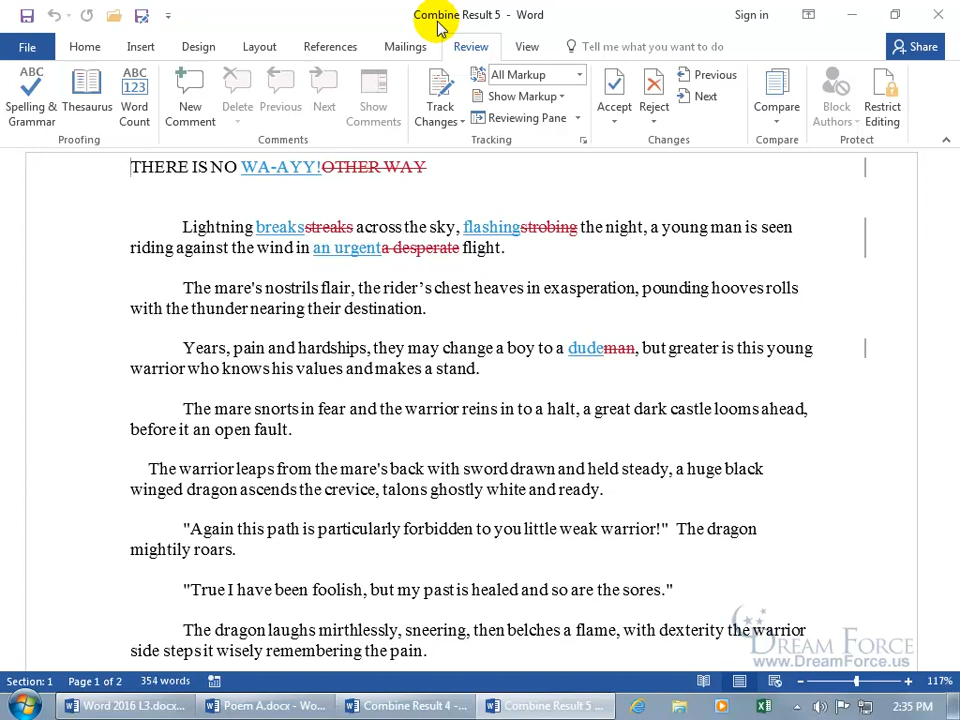 Combine Result 5 - Word
Sign in
File Home Insert Design Layout References Mailings Review View Tell me what you want to do Share
ABC Spelling & Grammar
Thesaurus
ABC 123 Word Count
New Comment
Delete
Previous
Next
Show Comments
Track Changes
All Markup
Show Markup
Reviewing Pane
Accept
Reject
Previous
Next
Compare
Block Authors
Restrict Editing
Proofing Comments Tracking Changes Compare Protect
THERE IS NO WA-AYY!OTHER WAY
Lightning breaksstreaks across the sky, flashingstrobing the night, a young man is seen
riding against the wind in an urgenta desperate flight.
The mare's nostrils flair, the rider’s chest heaves in exasperation, pounding hooves rolls
with the thunder nearing their destination.
Years, pain and hardships, they may change a boy to a dudeman, but greater is this young
warrior who knows his values and makes a stand.
The mare snorts in fear and the warrior reins in to a halt, a great dark castle looms ahead,
before it an open fault.
The warrior leaps from the mare's back with sword drawn and held steady, a huge black
winged dragon ascends the crevice, talons ghostly white and ready.
"Again this path is particularly forbidden to you little weak warrior!" The dragon
mightily roars.
"True I have been foolish, but my past is healed and so are the sores."
The dragon laughs mirthlessly, sneering, then belches a flame, with dexterity the warrior
side steps it wisely remembering the pain.
DREAM FORCE
www.DreamForce.us
Section: 1 Page 1 of 2 354 words 117%
Word 2016 L3.docx... Poem A.docx - Wo... Combine Result 4 -... Combine Result 5 ... 2:35 PM